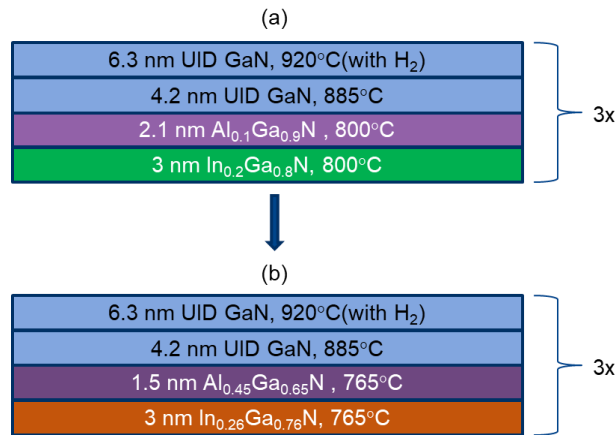 (a)
6.3 nm UID GaN, 920°C(with H₂)
4.2 nm UID GaN, 885°C
2.1 nm Al₀.₁Ga₀.₉N , 800°C
3 nm In₀.₂Ga₀.₈N, 800°C
3x
(b)
6.3 nm UID GaN, 920°C(with H₂)
4.2 nm UID GaN, 885°C
1.5 nm Al₀.₄₅Ga₀.₆₅N , 765°C
3 nm In₀.₂₆Ga₀.₇₆N, 765°C
3x